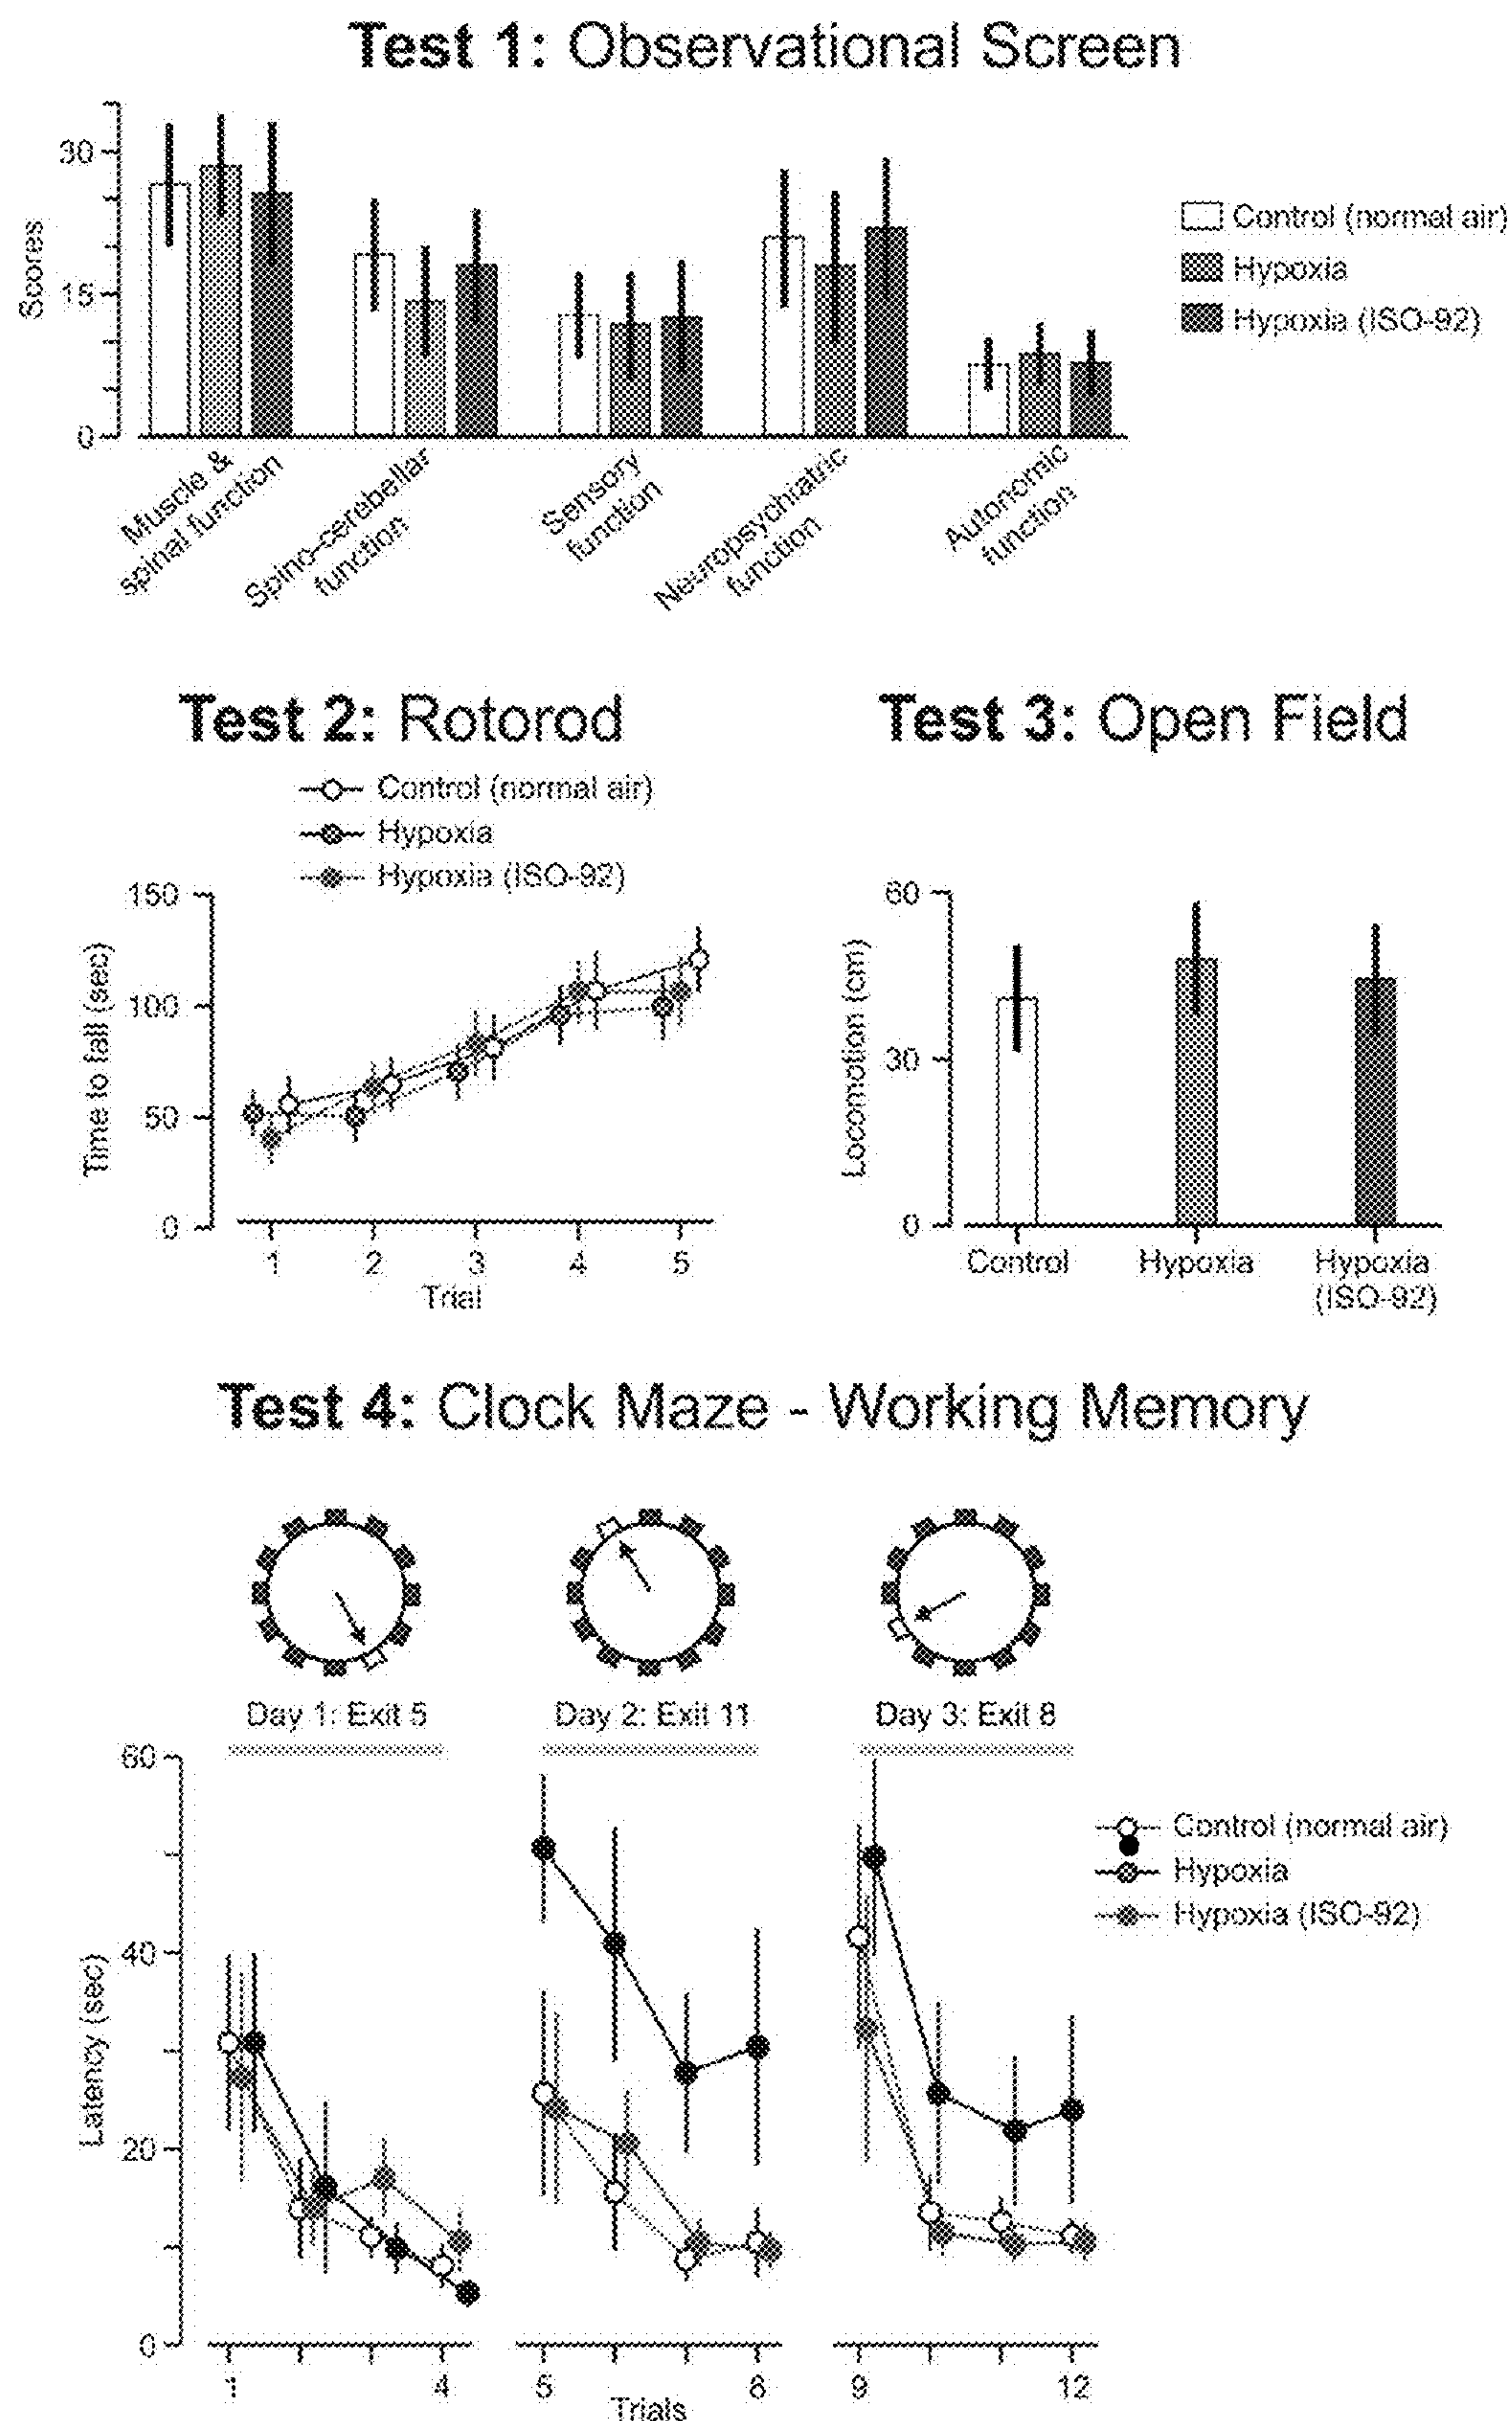 Test 1: Observational Screen
30
15
0
Scores
Control (normal air)
Hypoxia
Hypoxia (ISO-92)
Muscle &
spinal function
Spino-cerebellar
function
Sensory
function
Neuropsychiatric
function
Autonomic
function
Test 2: Rotorod
Control (normal air)
Hypoxia
Hypoxia (ISO-92)
150
100
50
0
Time to fall (sec)
1 2 3 4 5
Trial
Test 3: Open Field
60
30
0
Locomotion (cm)
Control Hypoxia Hypoxia
(ISO-92)
Test 4: Clock Maze - Working Memory
Day 1: Exit 5 Day 2: Exit 11 Day 3: Exit 8
60
40
20
0
Latency (sec)
Control (normal air)
Hypoxia
Hypoxia (ISO-92)
1 4 5 8 9 12
Trials